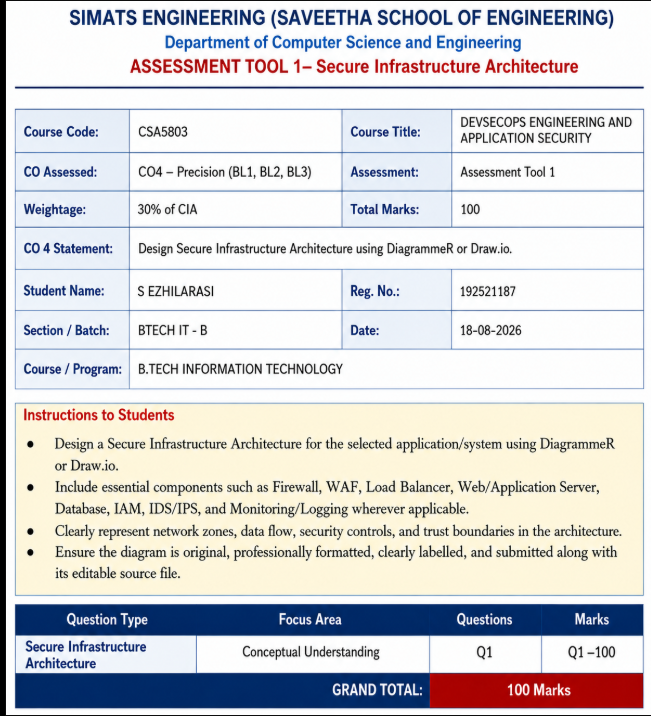 SIMATS ENGINEERING (SAVEETHA SCHOOL OF ENGINEERING)
Department of Computer Science and Engineering
ASSESSMENT TOOL 1– Secure Infrastructure Architecture
Course Code: CSA5803 Course Title: DEVSECOPS ENGINEERING AND
APPLICATION SECURITY
CO Assessed: CO4 – Precision (BL1, BL2, BL3) Assessment: Assessment Tool 1
Weightage: 30% of CIA Total Marks: 100
CO 4 Statement: Design Secure Infrastructure Architecture using DiagrammeR or Draw.io.
Student Name: S EZHILARASI Reg. No.: 192521187
Section / Batch: BTECH IT - B Date: 18-08-2026
Course / Program: B.TECH INFORMATION TECHNOLOGY
Instructions to Students
● Design a Secure Infrastructure Architecture for the selected application/system using DiagrammeR
or Draw.io.
● Include essential components such as Firewall, WAF, Load Balancer, Web/Application Server,
Database, IAM, IDS/IPS, and Monitoring/Logging wherever applicable.
● Clearly represent network zones, data flow, security controls, and trust boundaries in the architecture.
● Ensure the diagram is original, professionally formatted, clearly labelled, and submitted along with
its editable source file.
Question Type Focus Area Questions Marks
Secure Infrastructure
Architecture Conceptual Understanding Q1 Q1 –100
GRAND TOTAL: 100 Marks